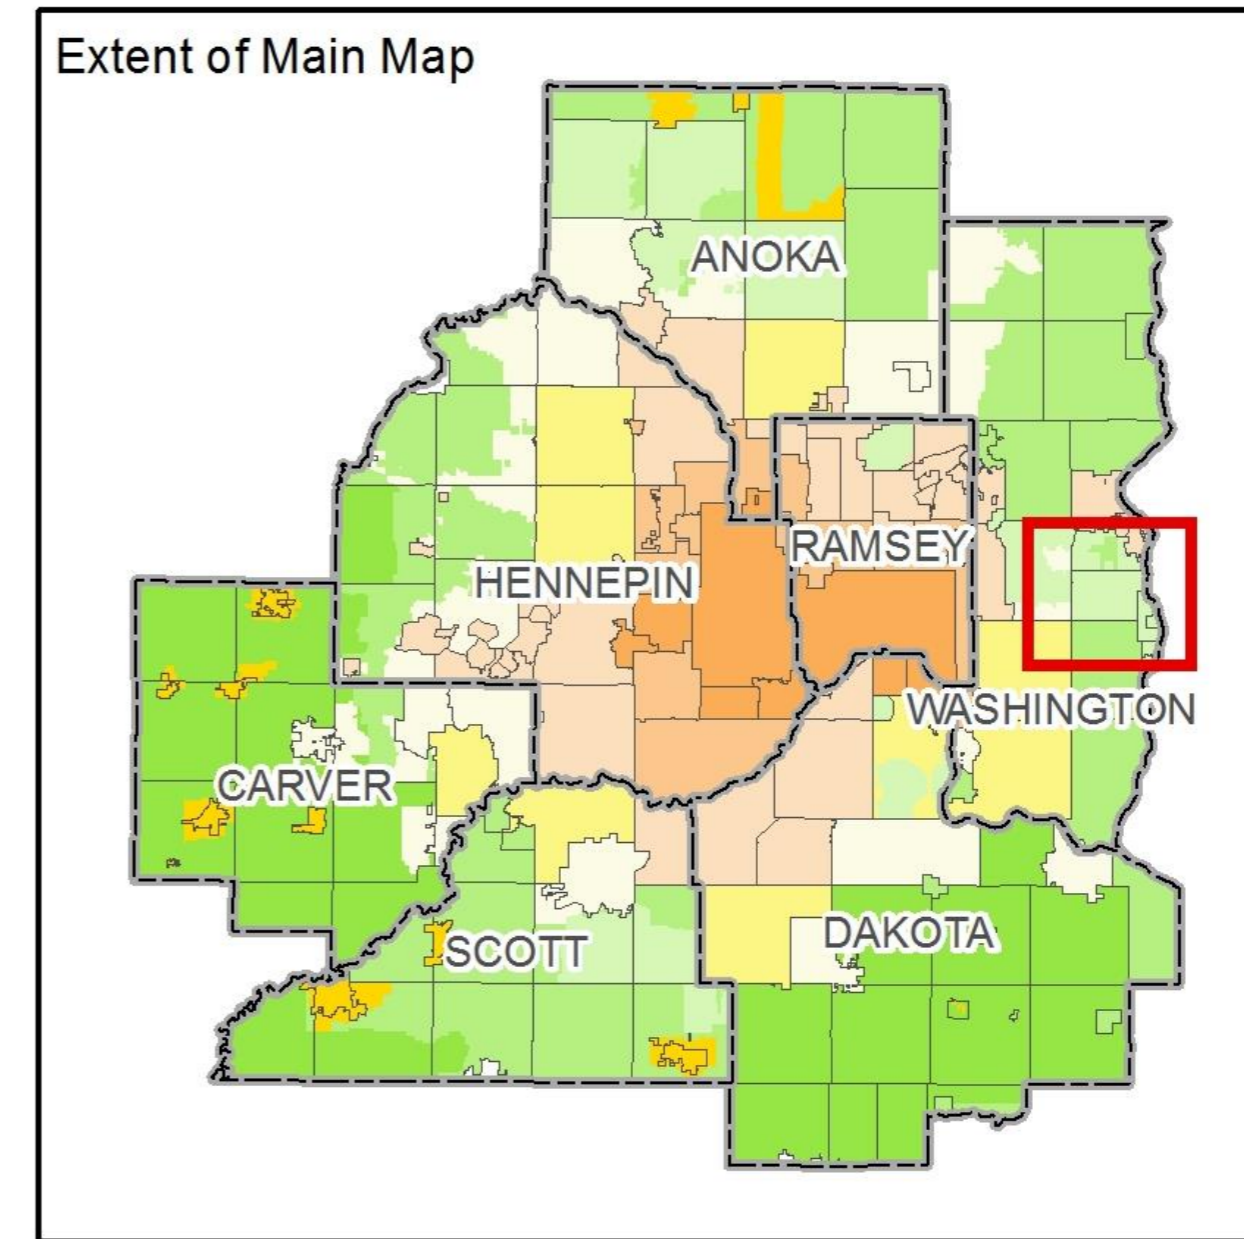 Extent of Main Map
ANOKA
RAMSEY
HENNEPIN
WASHINGTON
CARVER
DAKOTA
SCOTT